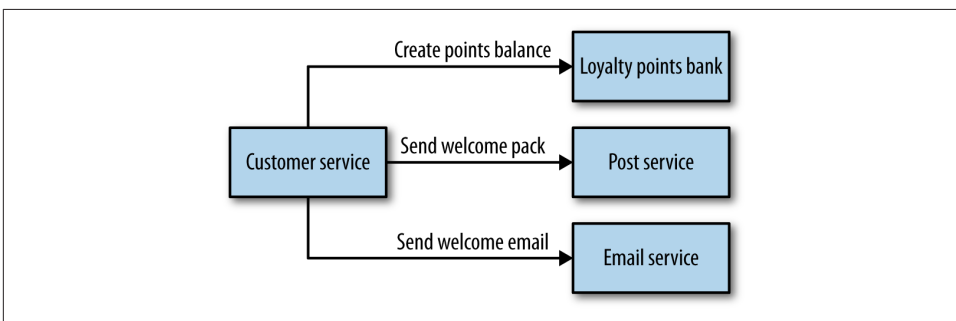 Create points balance
Loyalty points bank
Customer service
Send welcome pack
Post service
Send welcome email
Email service